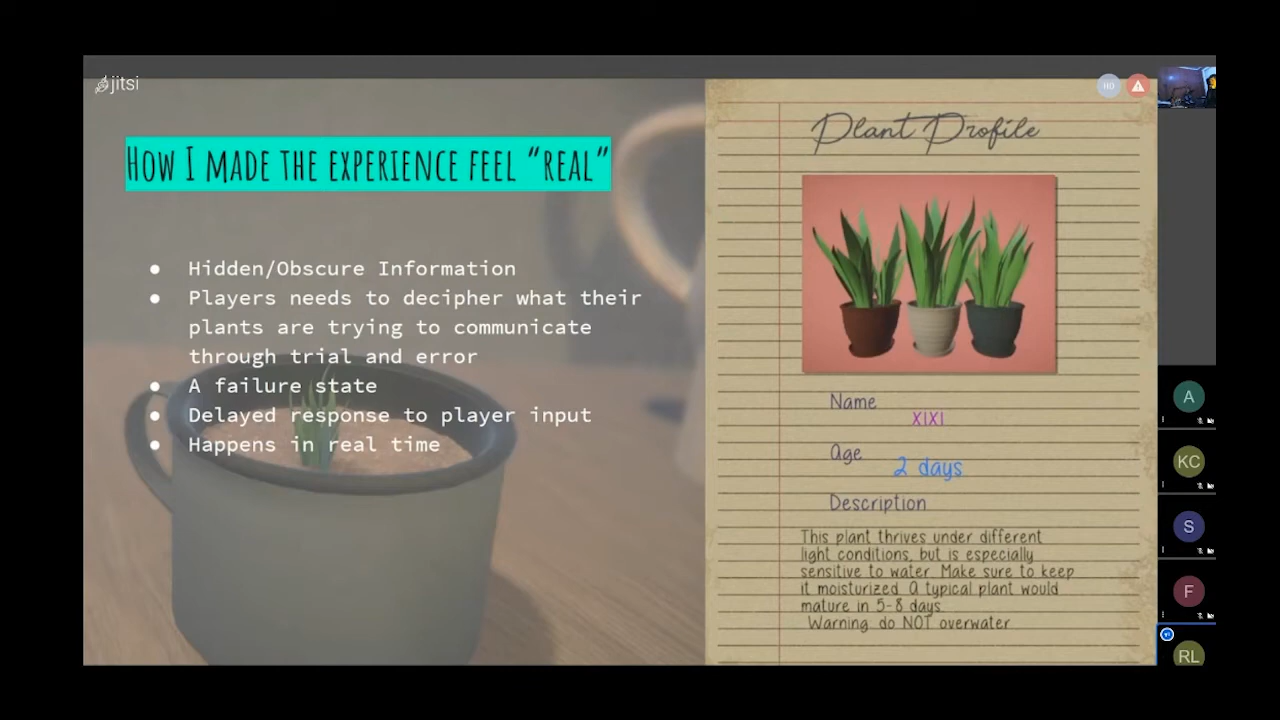 jitsi
HOW I MADE THE EXPERIENCE FEEL “REAL”
● Hidden/Obscure Information
● Players needs to decipher what their
plants are trying to communicate
through trial and error
● A failure state
● Delayed response to player input
● Happens in real time
Plant Profile
Name
XIXI
Age
2 days
Description
This plant thrives under different
light conditions, but is especially
sensitive to water. Make sure to keep
it moisturized. A typical plant would
mature in 5-8 days.
Warning: do NOT overwater
HO
A
KC
S
F
RL